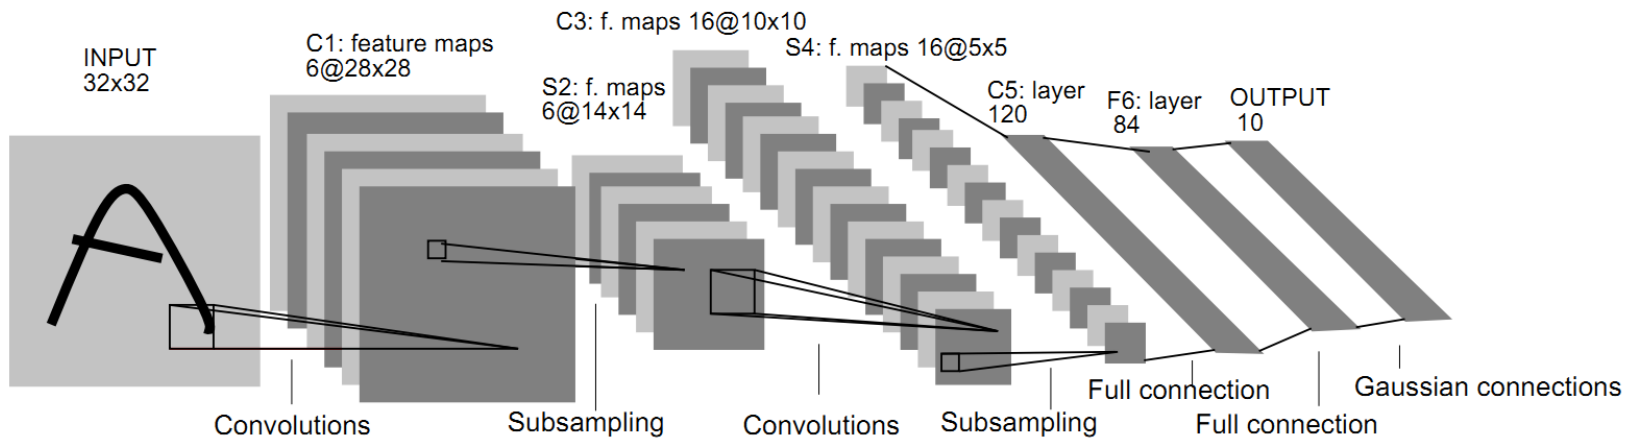 INPUT
32x32
C1: feature maps
6@28x28
C3: f. maps 16@10x10
S2: f. maps
6@14x14
S4: f. maps 16@5x5
C5: layer
120
F6: layer
84
OUTPUT
10
Convolutions
Subsampling
Convolutions
Subsampling
Full connection
Full connection
Gaussian connections